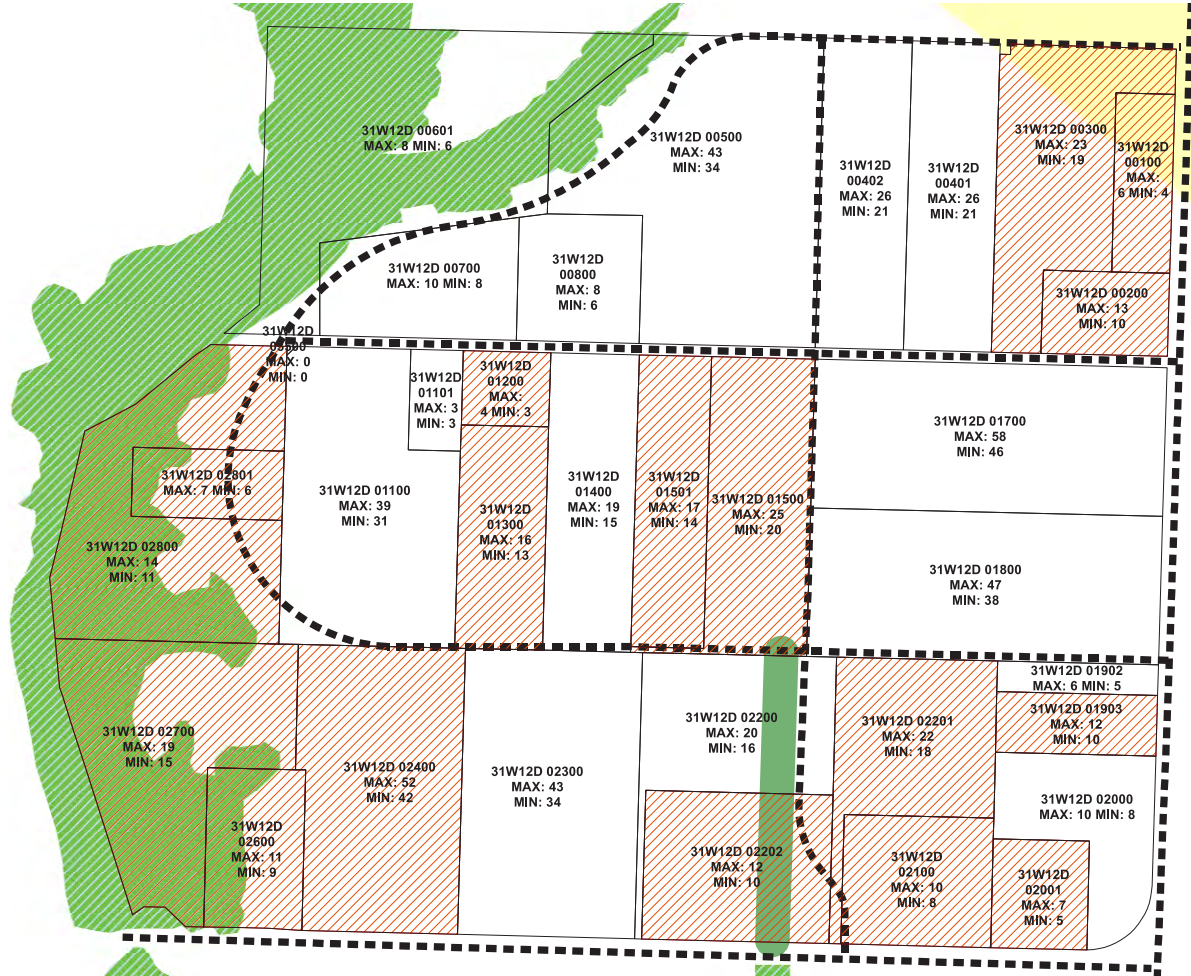 31W12D 00601
MAX: 8 MIN: 6
31W12D 00500
MAX: 43
MIN: 34
31W12D
00402
MAX: 26
MIN: 21
31W12D
00401
MAX: 26
MIN: 21
31W12D 00300
MAX: 23
MIN: 19
31W12D
00100
MAX:
6 MIN: 4
31W12D 00700
MAX: 10 MIN: 8
31W12D
00800
MAX: 8
MIN: 6
31W12D 00200
MAX: 13
MIN: 10
31W12D
MAX: 0
MIN: 0
31W12D
01101
MAX: 3
MIN: 3
31W12D
01200
MAX:
4 MIN: 3
31W12D 01700
MAX: 58
MIN: 46
31W12D 02801
MAX: 7 MIN: 6
31W12D 01100
MAX: 39
MIN: 31
31W12D
01300
MAX: 16
MIN: 13
31W12D
01400
MAX: 19
MIN: 15
31W12D
01501
MAX: 17
MIN: 14
31W12D 01500
MAX: 25
MIN: 20
31W12D 02800
MAX: 14
MIN: 11
31W12D 01800
MAX: 47
MIN: 38
31W12D 02700
MAX: 19
MIN: 15
31W12D 02400
MAX: 52
MIN: 42
31W12D 02300
MAX: 43
MIN: 34
31W12D 02200
MAX: 20
MIN: 16
31W12D 02201
MAX: 22
MIN: 18
31W12D 01902
MAX: 6 MIN: 5
31W12D 01903
MAX: 12
MIN: 10
31W12D 02000
MAX: 10 MIN: 8
31W12D
02600
MAX: 11
MIN: 9
31W12D 02202
MAX: 12
MIN: 10
31W12D
02100
MAX: 10
MIN: 8
31W12D
02001
MAX: 7
MIN: 5